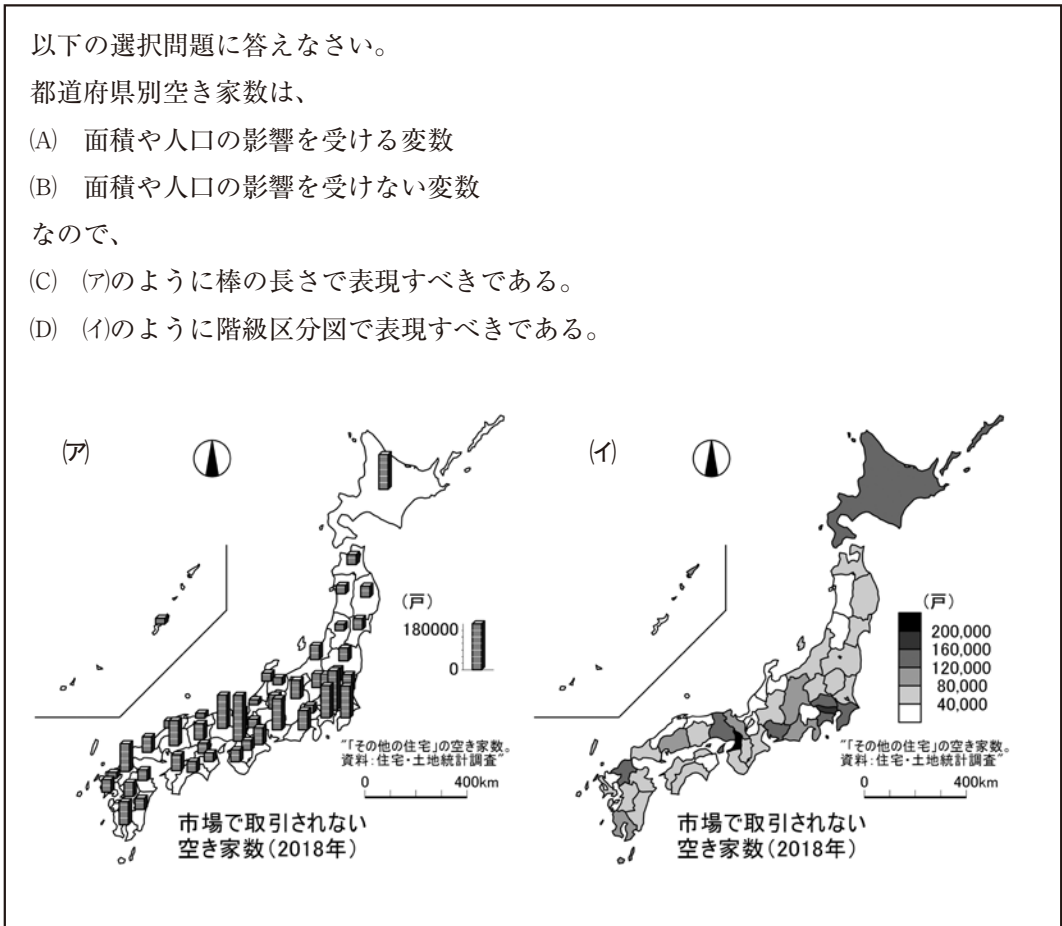 以下の選択問題に答えなさい。
都道府県別空き家数は、
(A) 面積や人口の影響を受ける変数
(B) 面積や人口の影響を受けない変数
なので、
(C) (ア)のように棒の長さで表現すべきである。
(D) (イ)のように階級区分図で表現すべきである。
(ア)
(戸)
180000
0
"「その他の住宅」の空き家数。
資料:住宅・土地統計調査"
0 400km
市場で取引されない
空き家数(2018年)
(イ)
(戸)
200,000
160,000
120,000
80,000
40,000
"「その他の住宅」の空き家数。
資料:住宅・土地統計調査"
0 400km
市場で取引されない
空き家数(2018年)